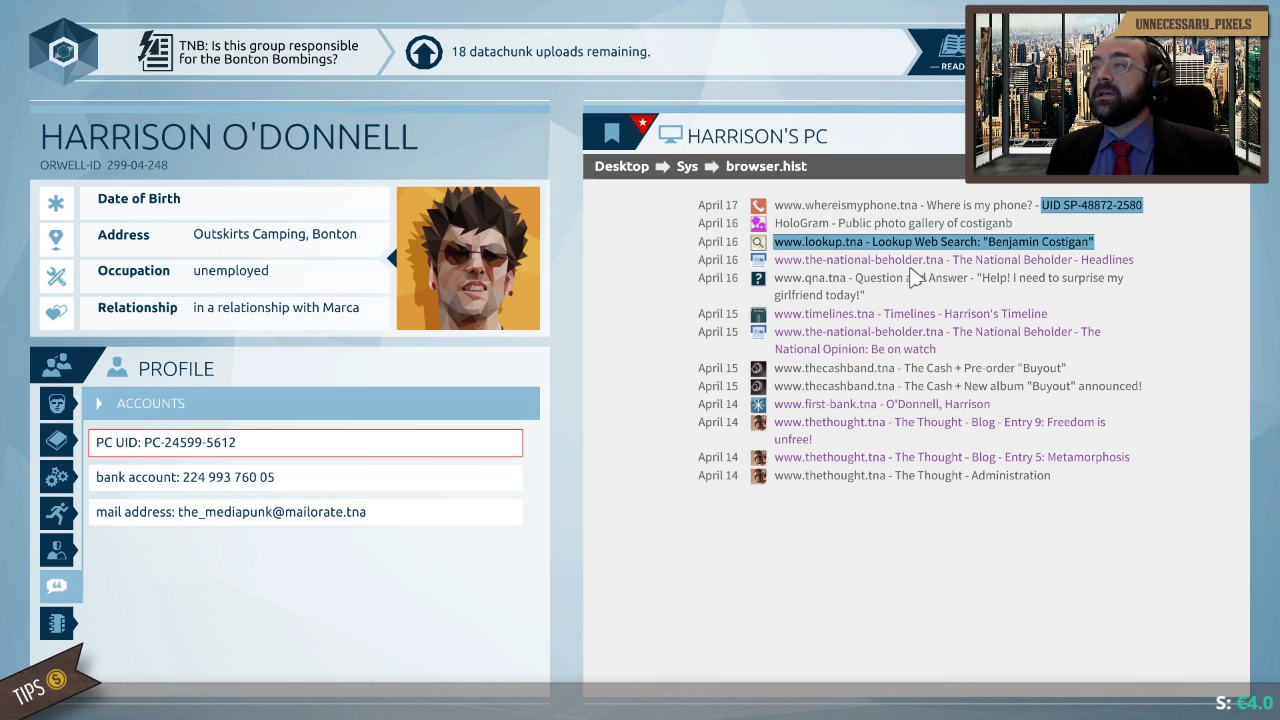 TNB: Is this group responsible
for the Bonton Bombings?
18 datachunk uploads remaining.
READ
UNNECESSARY_PIXELS
HARRISON O'DONNELL
ORWELL-ID 299-04-248
Date of Birth
Address Outskirts Camping, Bonton
Occupation unemployed
Relationship in a relationship with Marca
PROFILE
ACCOUNTS
PC UID: PC-24599-5612
bank account: 224 993 760 05
mail address: the_mediapunk@mailorate.tna
HARRISON'S PC
Desktop Sys browser.hist
April 17 www.whereismyphone.tna - Where is my phone? - UID SP-48872-2580
April 16 HoloGram - Public photo gallery of costiganb
April 16 www.lookup.tna - Lookup Web Search: "Benjamin Costigan"
April 16 www.the-national-beholder.tna - The National Beholder - Headlines
April 16 www.qna.tna - Question and Answer - "Help! I need to surprise my
girlfriend today!"
April 15 www.timelines.tna - Timelines - Harrison's Timeline
April 15 www.the-national-beholder.tna - The National Beholder - The
National Opinion: Be on watch
April 15 www.thecashband.tna - The Cash + Pre-order "Buyout"
April 15 www.thecashband.tna - The Cash + New album "Buyout" announced!
April 14 www.first-bank.tna - O'Donnell, Harrison
April 14 www.thethought.tna - The Thought - Blog - Entry 9: Freedom is
unfree!
April 14 www.thethought.tna - The Thought - Blog - Entry 5: Metamorphosis
April 14 www.thethought.tna - The Thought - Administration
TIPS
S: €4.0